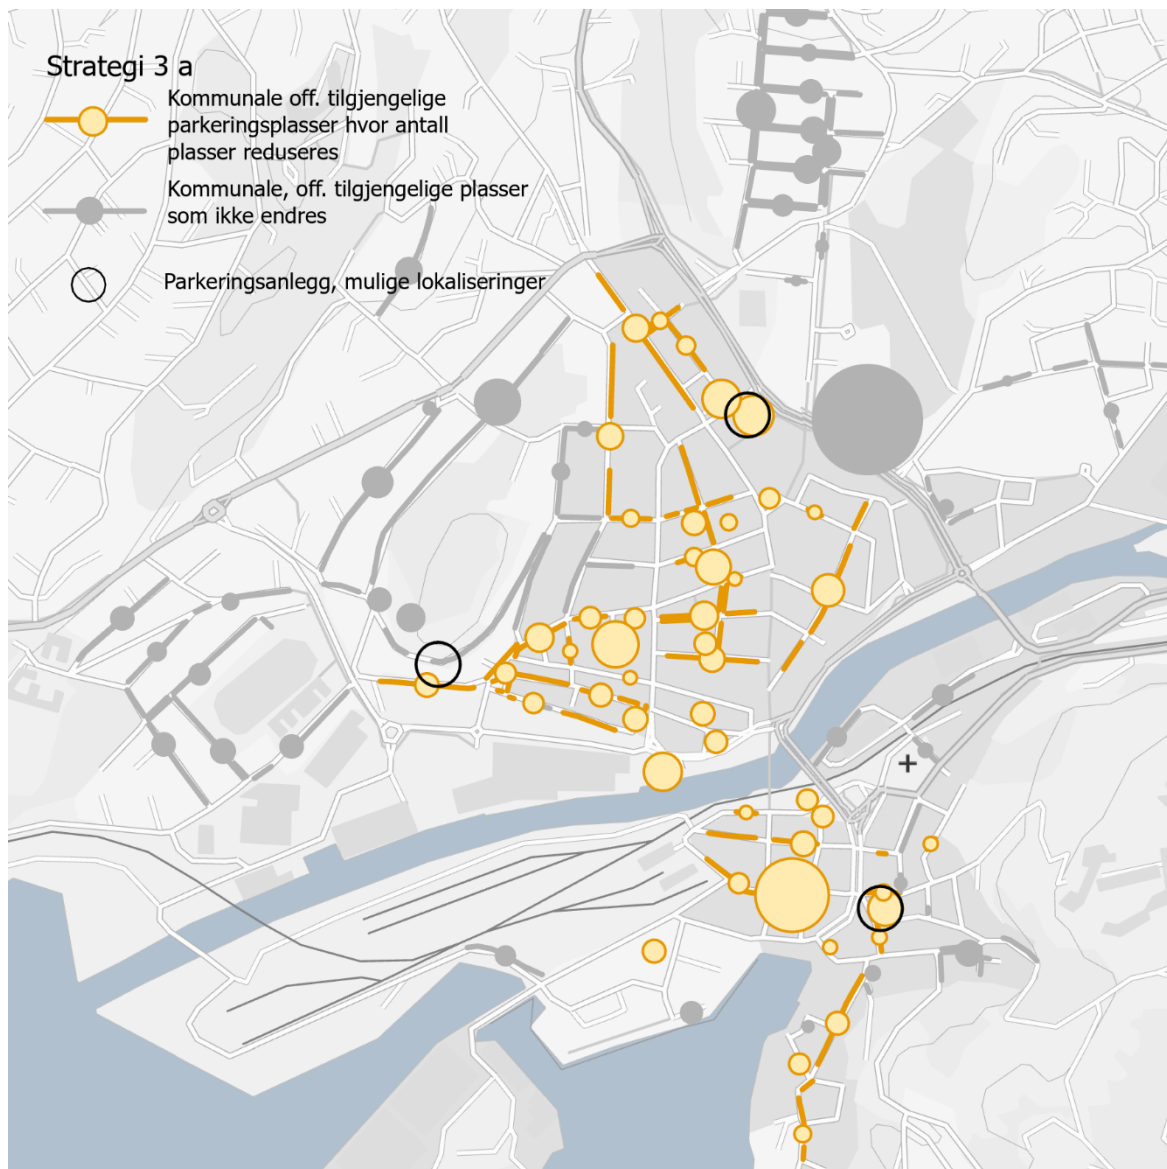 Strategi 3 a
Kommunale off. tilgjengelige
parkeringsplasser hvor antall
plasser reduseres
Kommunale, off. tilgjengelige plasser
som ikke endres
Parkeringsanlegg, mulige lokaliseringer